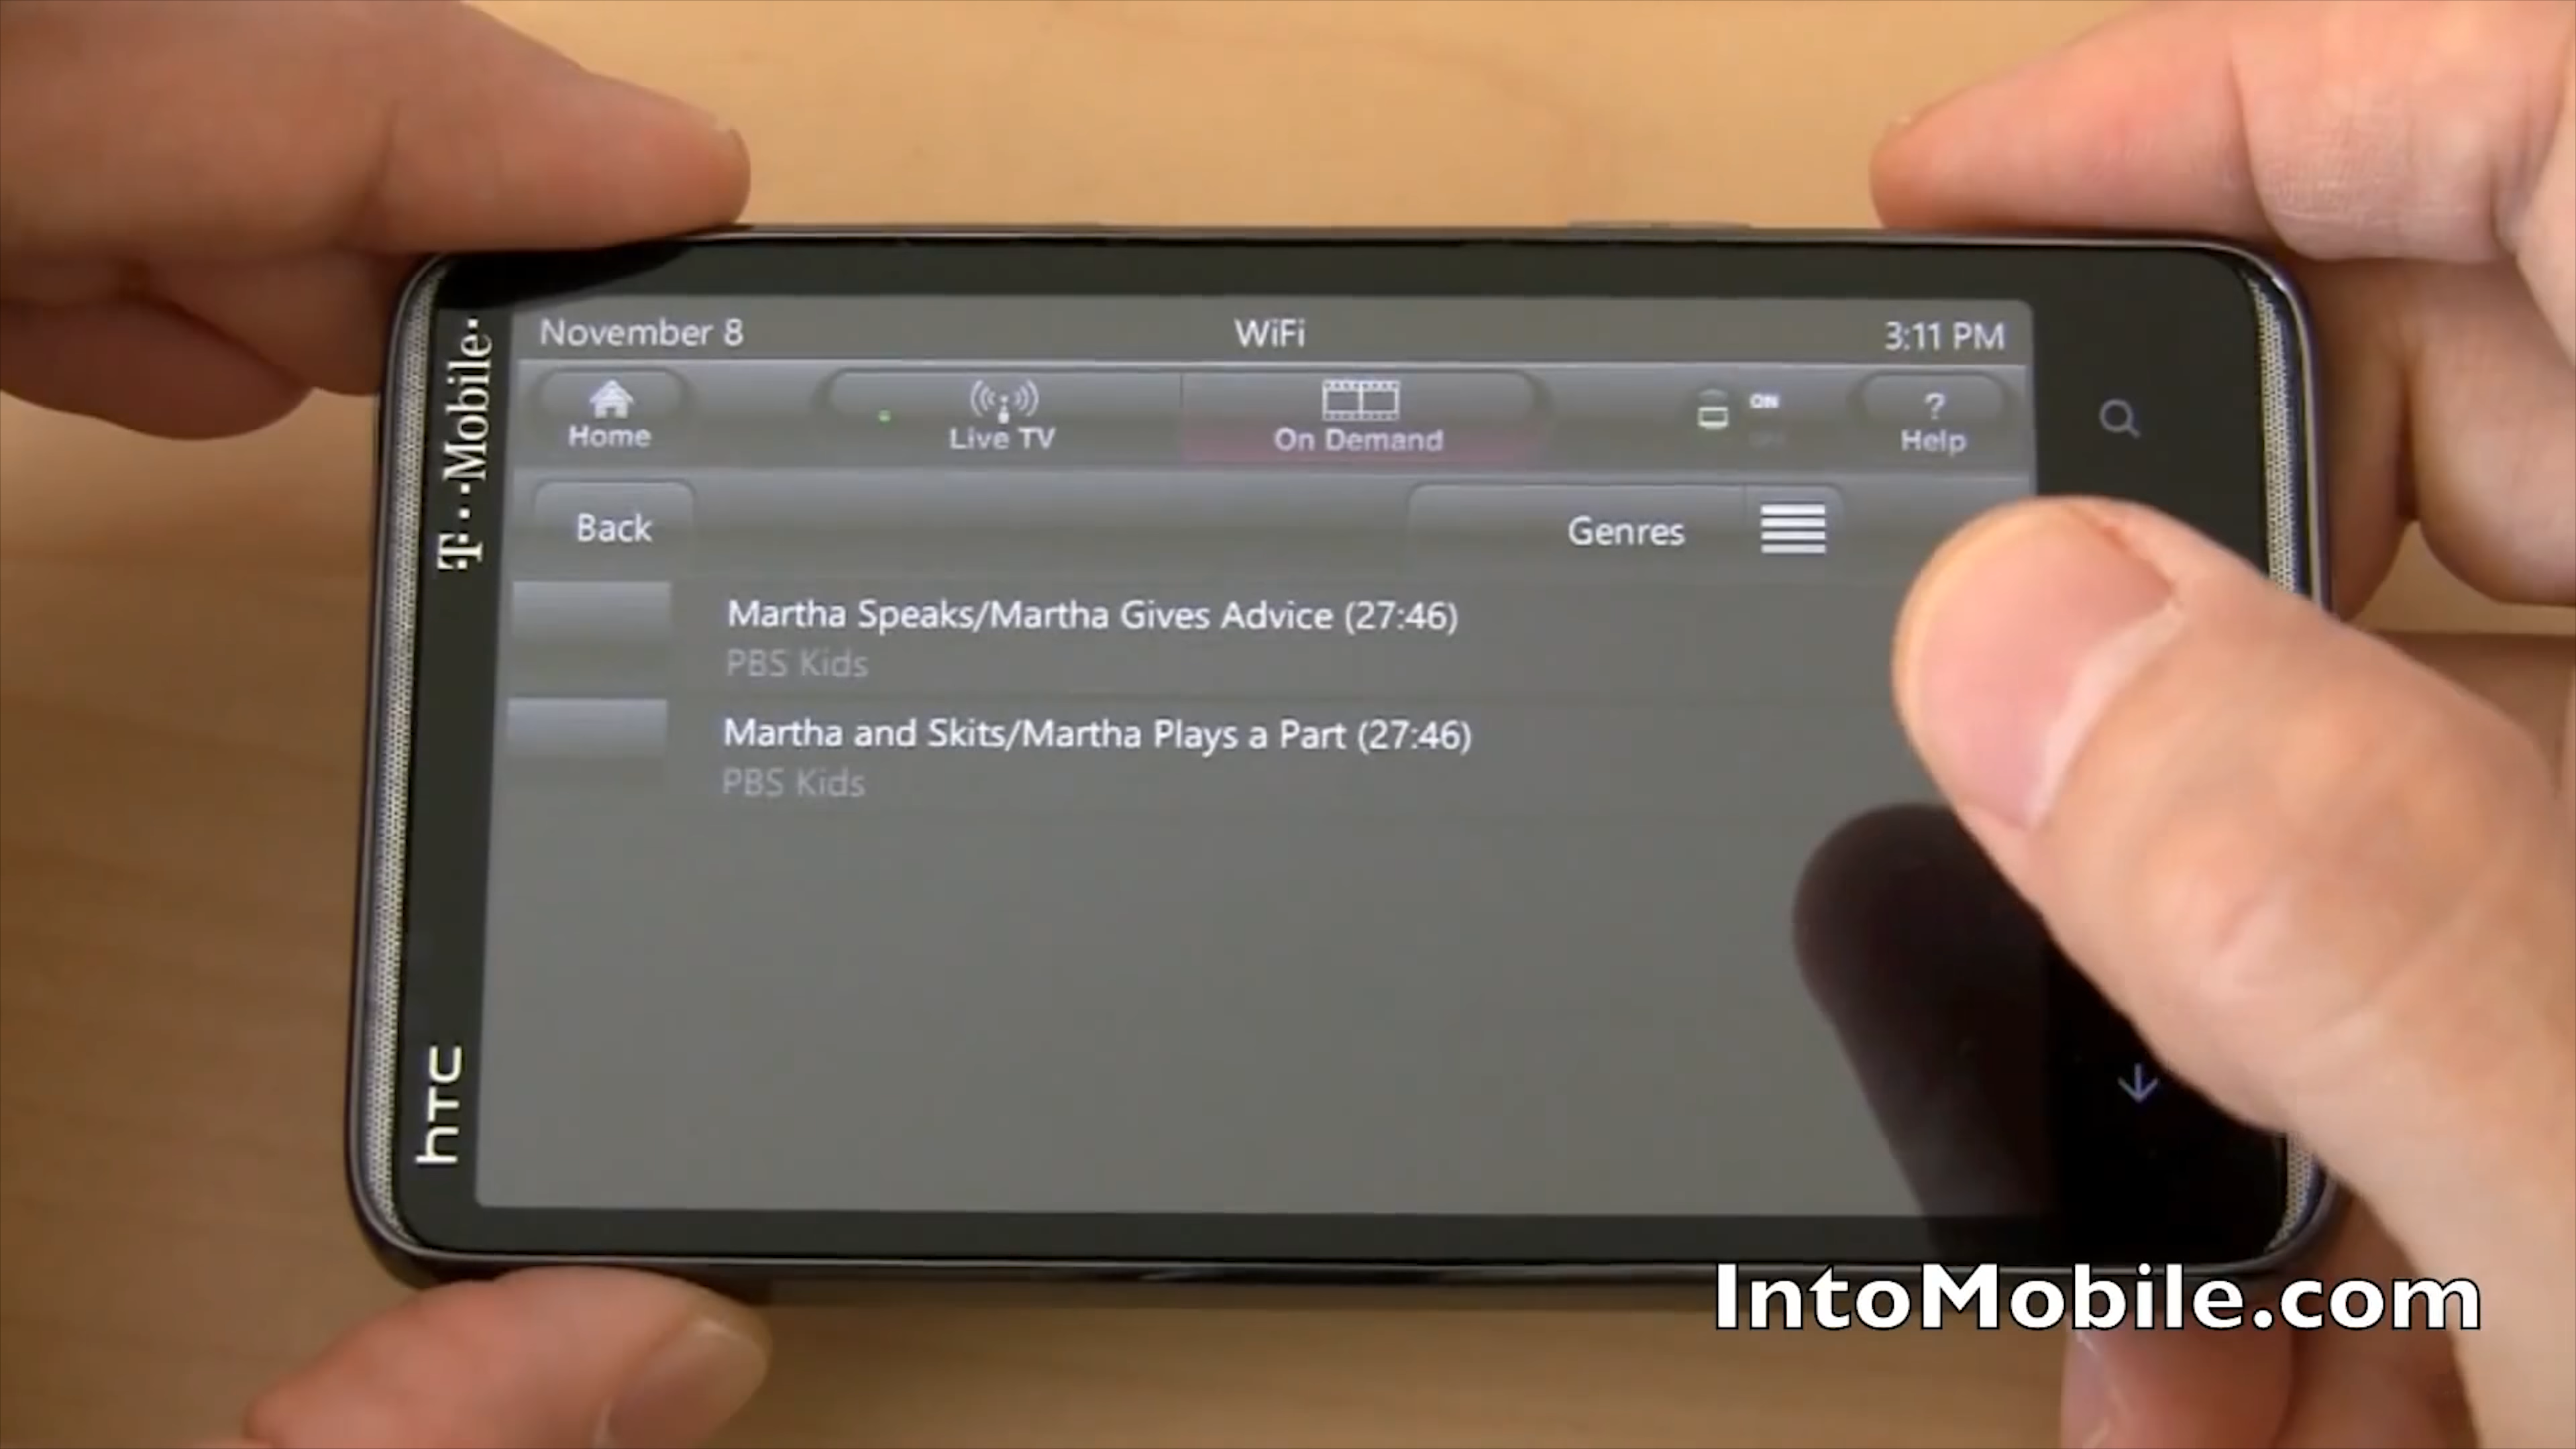 November 8 WiFi 3:11 PM
Home Live TV On Demand ON Help
Back Genres
Martha Speaks/Martha Gives Advice (27:46)
PBS Kids
Martha and Skits/Martha Plays a Part (27:46)
PBS Kids
T··Mobile·
hTC
IntoMobile.com